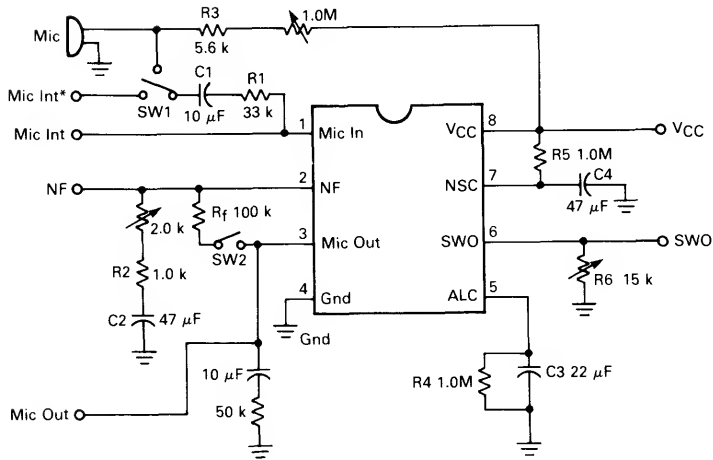 Mic
R3
5.6 k
1.0M
Mic Int*
SW1
C1
10 μF
R1
33 k
Mic Int
1
Mic In
VCC
8
VCC
R5 1.0M
NF
2
NF
NSC
7
C4
47 μF
2.0 k
Rf 100 k
SW2
3
Mic Out
SWO
6
SWO
R6 15 k
R2
1.0 k
4
Gnd
ALC
5
C2
47 μF
Gnd
10 μF
50 k
R4 1.0M
C3 22 μF
Mic Out